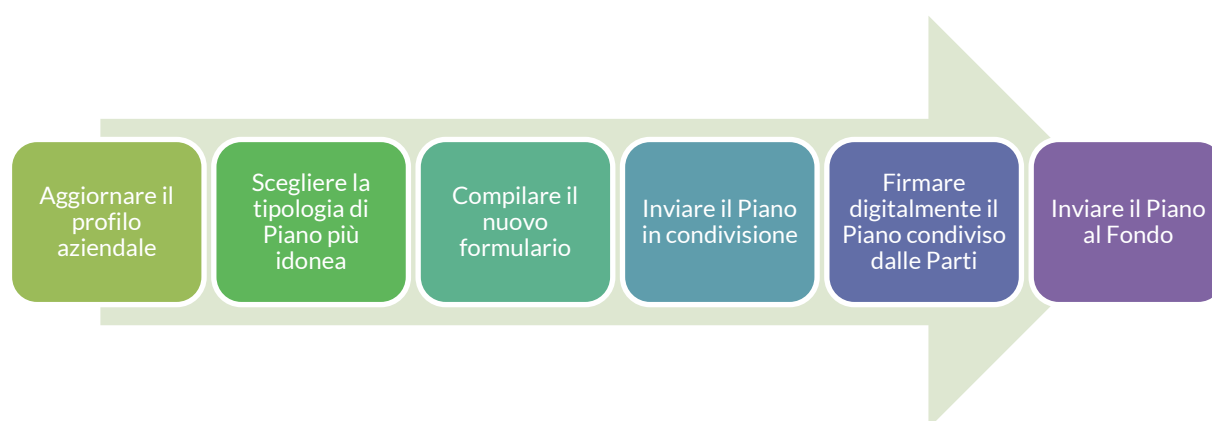 Aggiornare il
profilo
aziendale
Scegliere la
tipologia di
Piano più
idonea
Compilare il
nuovo
formulario
Inviare il Piano
in condivisione
Firmare
digitalmente il
Piano condiviso
dalle Parti
Inviare il Piano
al Fondo